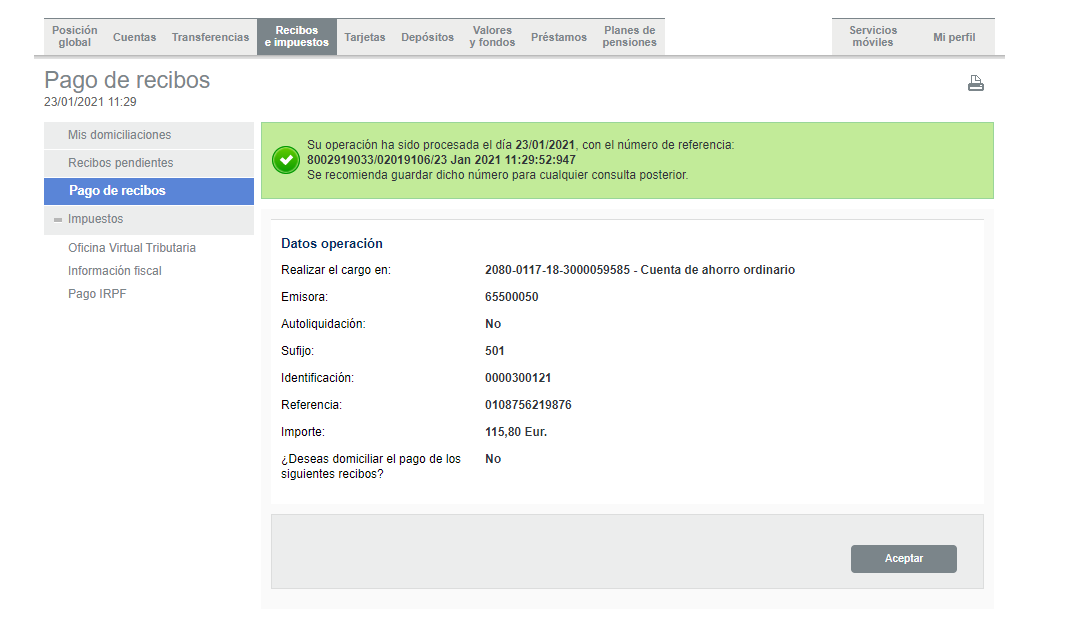 Posición
global
Cuentas
Transferencias
Recibos
e impuestos
Tarjetas
Depósitos
Valores
y fondos
Préstamos
Planes de
pensiones
Servicios
móviles
Mi perfil
Pago de recibos
23/01/2021 11:29
Mis domiciliaciones
Recibos pendientes
Pago de recibos
Impuestos
Oficina Virtual Tributaria
Información fiscal
Pago IRPF
Su operación ha sido procesada el día 23/01/2021, con el número de referencia:
8002919033/02019106/23 Jan 2021 11:29:52:947
Se recomienda guardar dicho número para cualquier consulta posterior.
Datos operación
Realizar el cargo en: 2080-0117-18-3000059585 - Cuenta de ahorro ordinario
Emisora: 65500050
Autoliquidación: No
Sufijo: 501
Identificación: 0000300121
Referencia: 0108756219876
Importe: 115,80 Eur.
¿Deseas domiciliar el pago de los No
siguientes recibos?
Aceptar